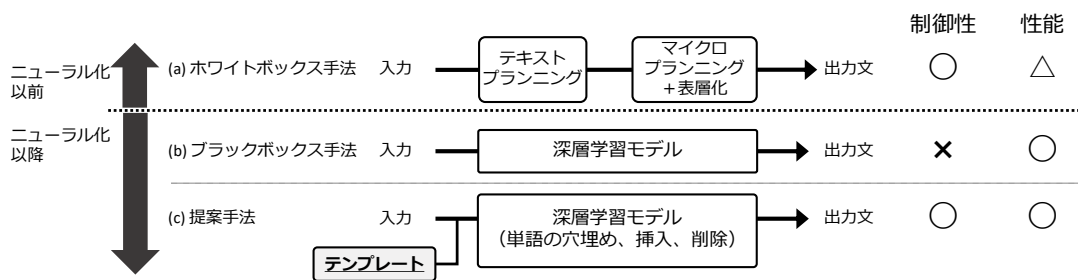 制御性 性能
ニューラル化
以前
(a) ホワイトボックス手法 入力
テキスト
プランニング
マイクロ
プランニング
＋表層化
出力文 ○ △
ニューラル化
以降
(b) ブラックボックス手法 入力 深層学習モデル 出力文 × ○
(c) 提案手法 入力
深層学習モデル
（単語の穴埋め、挿入、削除）
出力文 ○ ○
テンプレート